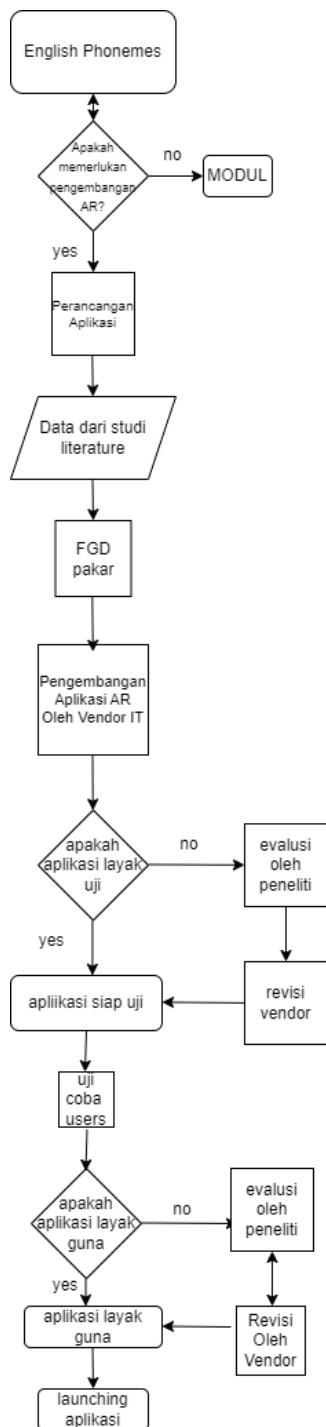 English Phonemes
Apakah
memerlukan
pengembangan
AR?
no
MODUL
yes
Perancangan
Aplikasi
Data dari studi
literature
FGD
pakar
Pengembangan
Aplikasi AR
Oleh Vendor IT
apakah
aplikasi layak
uji
no
evalusi
oleh
peneliti
yes
revisi
vendor
apliikasi siap uji
uji
coba
users
apakah
aplikasi layak
guna
no
evalusi
oleh
peneliti
yes
aplikasi layak
guna
Revisi
Oleh
Vendor
launching
aplikasi